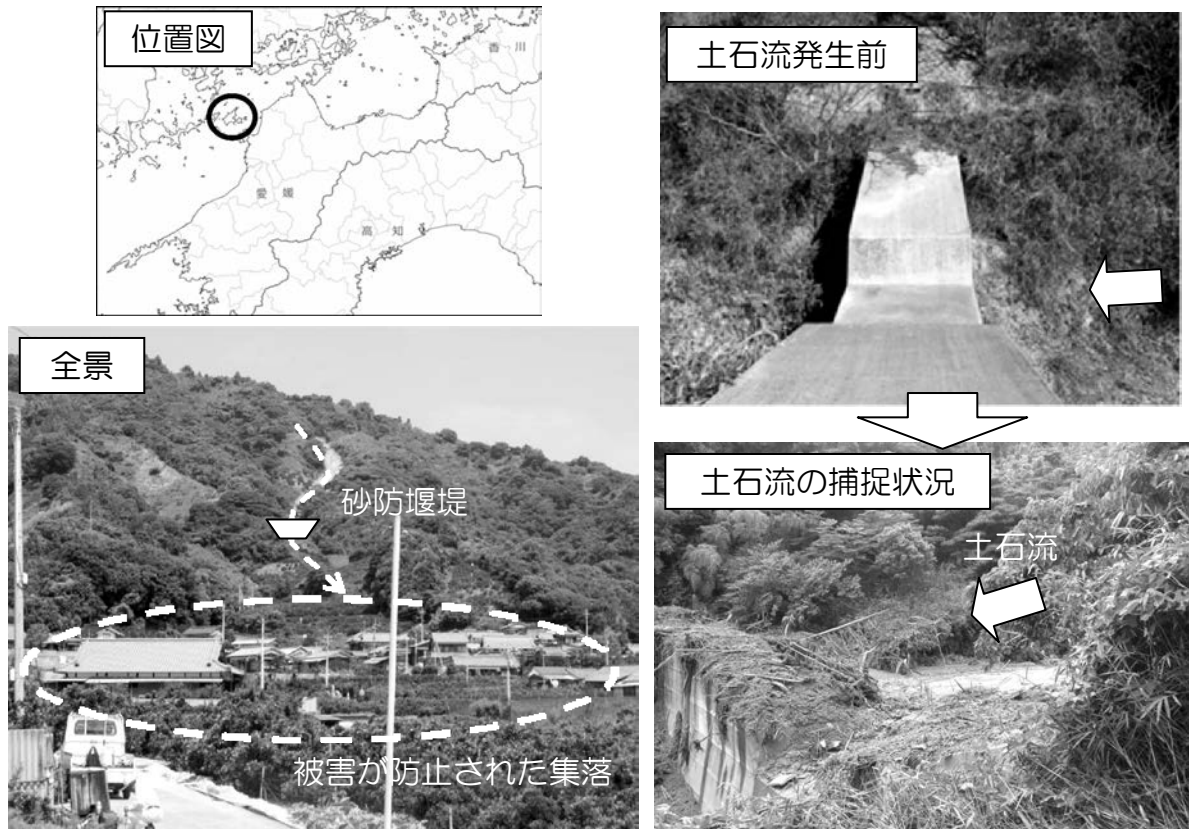 位置図
香川
愛媛
高知
土石流発生前
全景
砂防堰堤
被害が防止された集落
土石流の捕捉状況
土石流